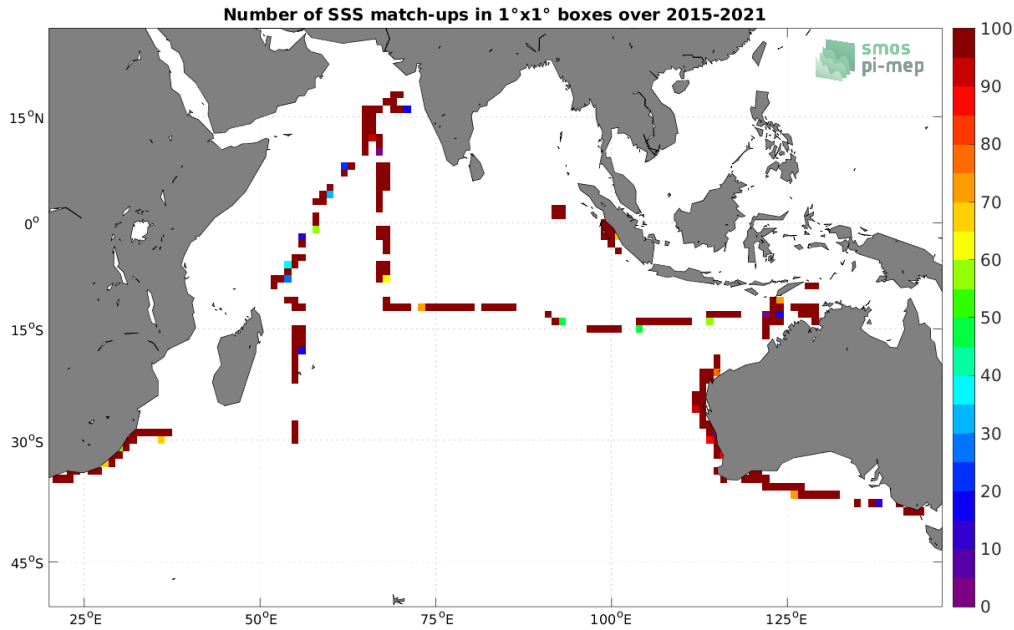 Number of SSS match-ups in 1°x1° boxes over 2015-2021
smos
pi-mep
15°N
0°
15°S
30°S
45°S
25°E
50°E
75°E
100°E
125°E
100
90
80
70
60
50
40
30
20
10
0